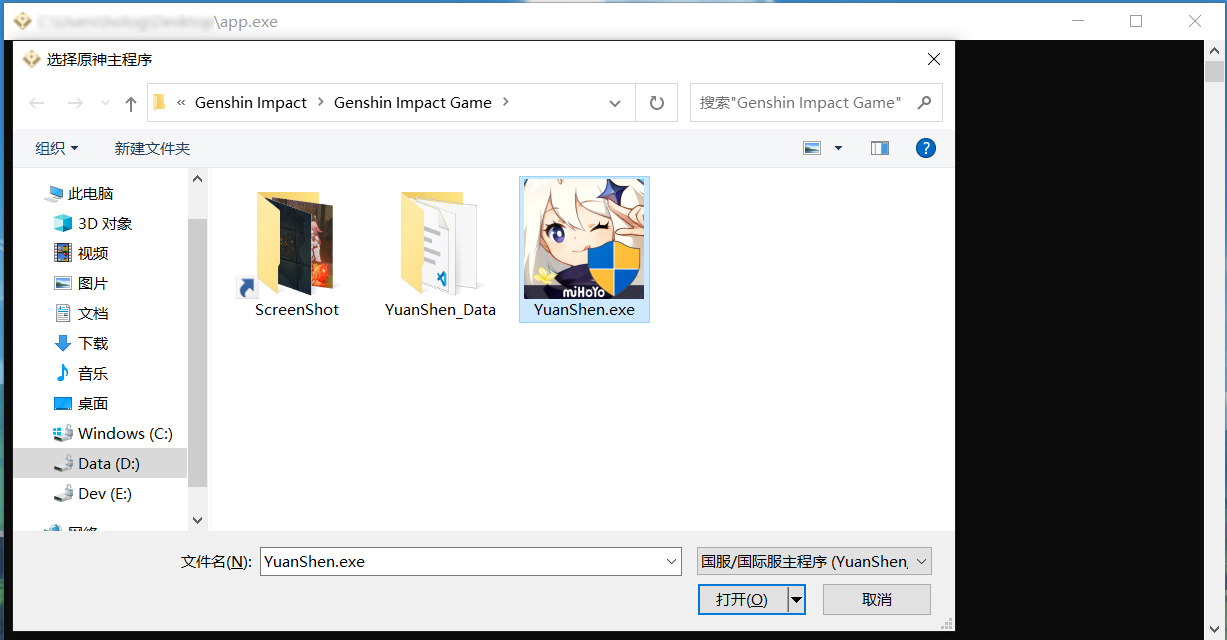 \app.exe
选择原神主程序
« Genshin Impact › Genshin Impact Game ›
搜索"Genshin Impact Game"
组织
新建文件夹
?
此电脑
3D 对象
视频
图片
文档
下载
音乐
桌面
Windows (C:)
Data (D:)
Dev (E:)
网络
ScreenShot
YuanShen_Data
miHoYo
YuanShen.exe
文件名(N):
YuanShen.exe
国服/国际服主程序 (YuanShen,
打开(O)
取消